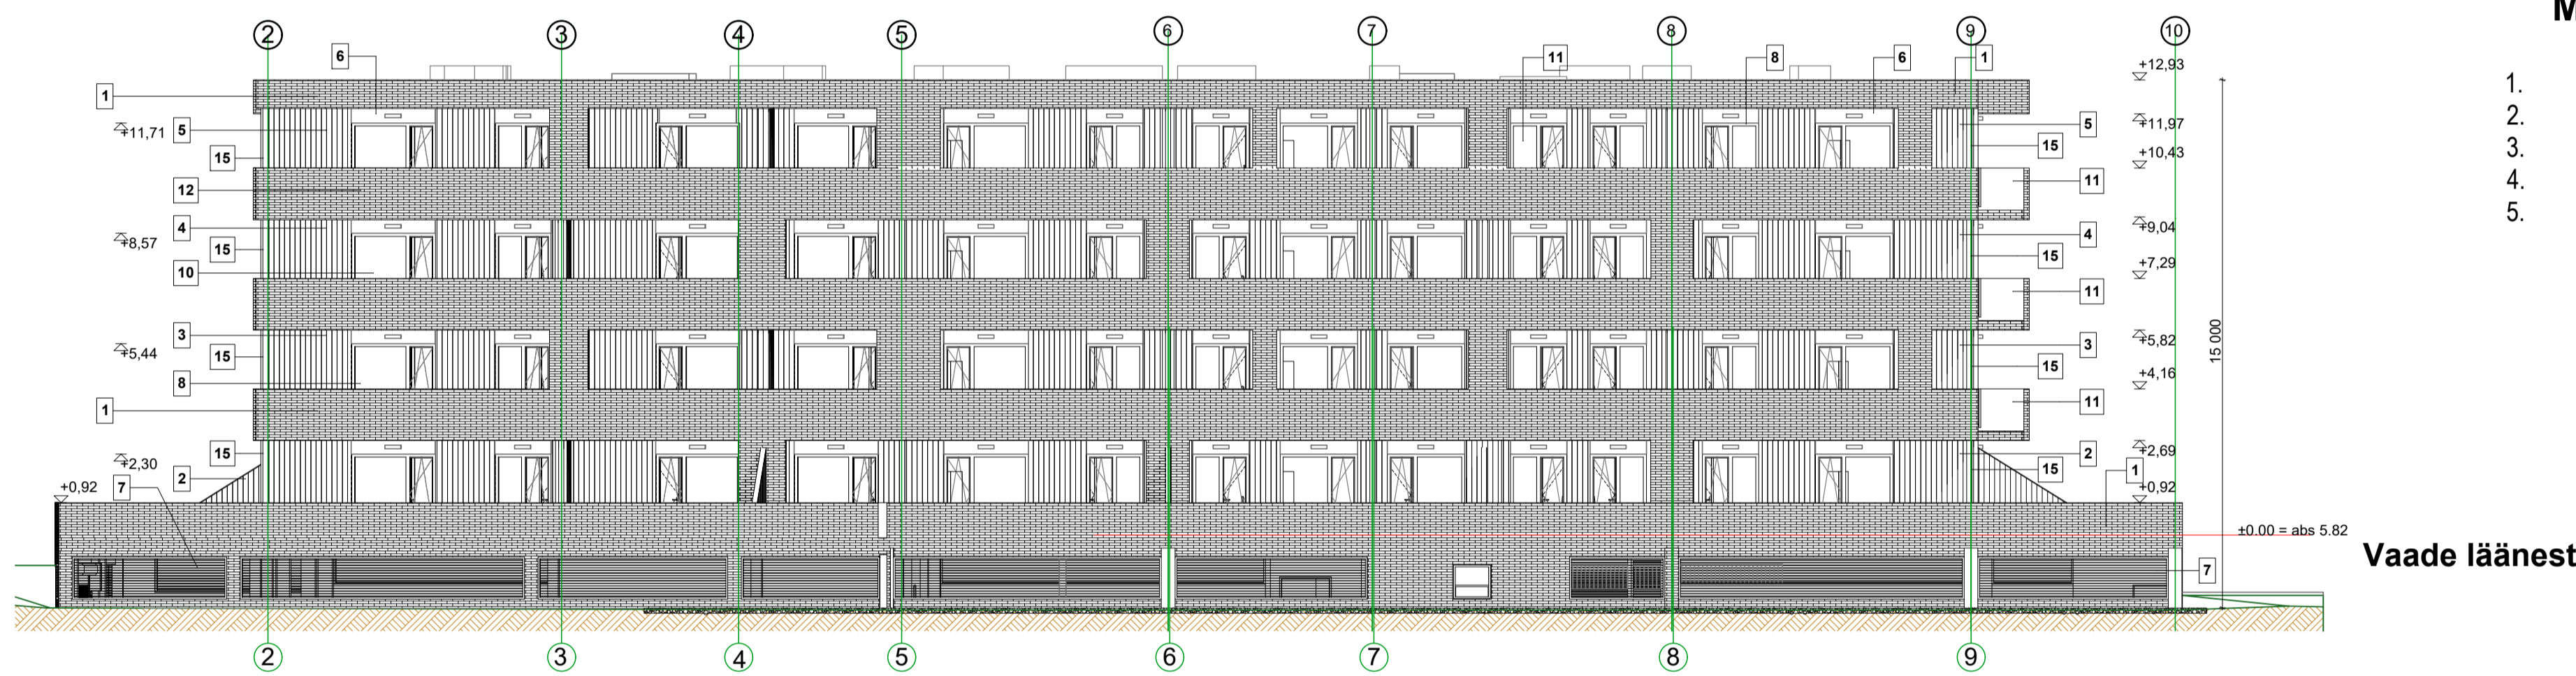 M
2 3 4 5 6 7 8 9 10
6 11 8 6 1
+12,93
1 1.
+11,71 5 5 +11,97 2.
15 15 +10,43 3.
12 11 4.
4 4 +9,04 5.
+8,57 15 15
10 +7,29
11
3 3 +5,82
+5,44 15 15 15 000
8 +4,16
1 11
15 2 +2,69
+2,30 2 15 1
+0,92 7 +0,92
±0.00 = abs 5.82
Vaade läänest
7
2 3 4 5 6 7 8 9